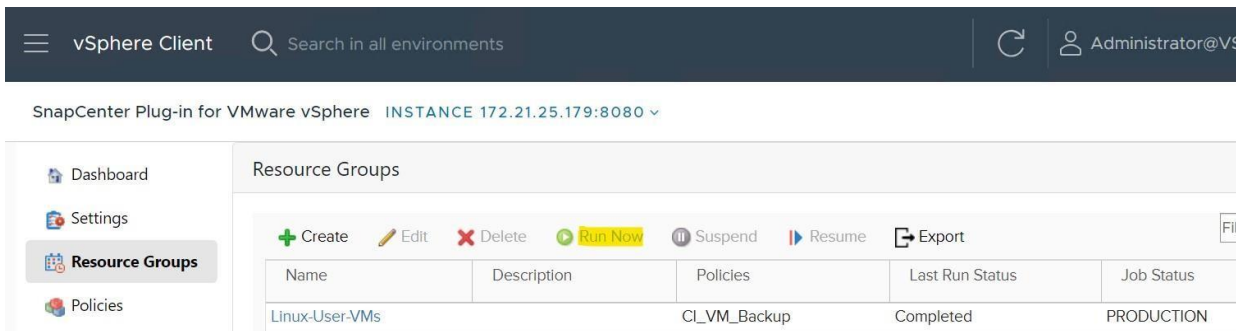 vSphere Client Search in all environments Administrator@VS
SnapCenter Plug-in for VMware vSphere INSTANCE 172.21.25.179:8080
Dashboard
Settings
Resource Groups
Policies
Resource Groups
Create Edit Delete Run Now Suspend Resume Export Fil
Name Description Policies Last Run Status Job Status
Linux-User-VMs CI_VM_Backup Completed PRODUCTION